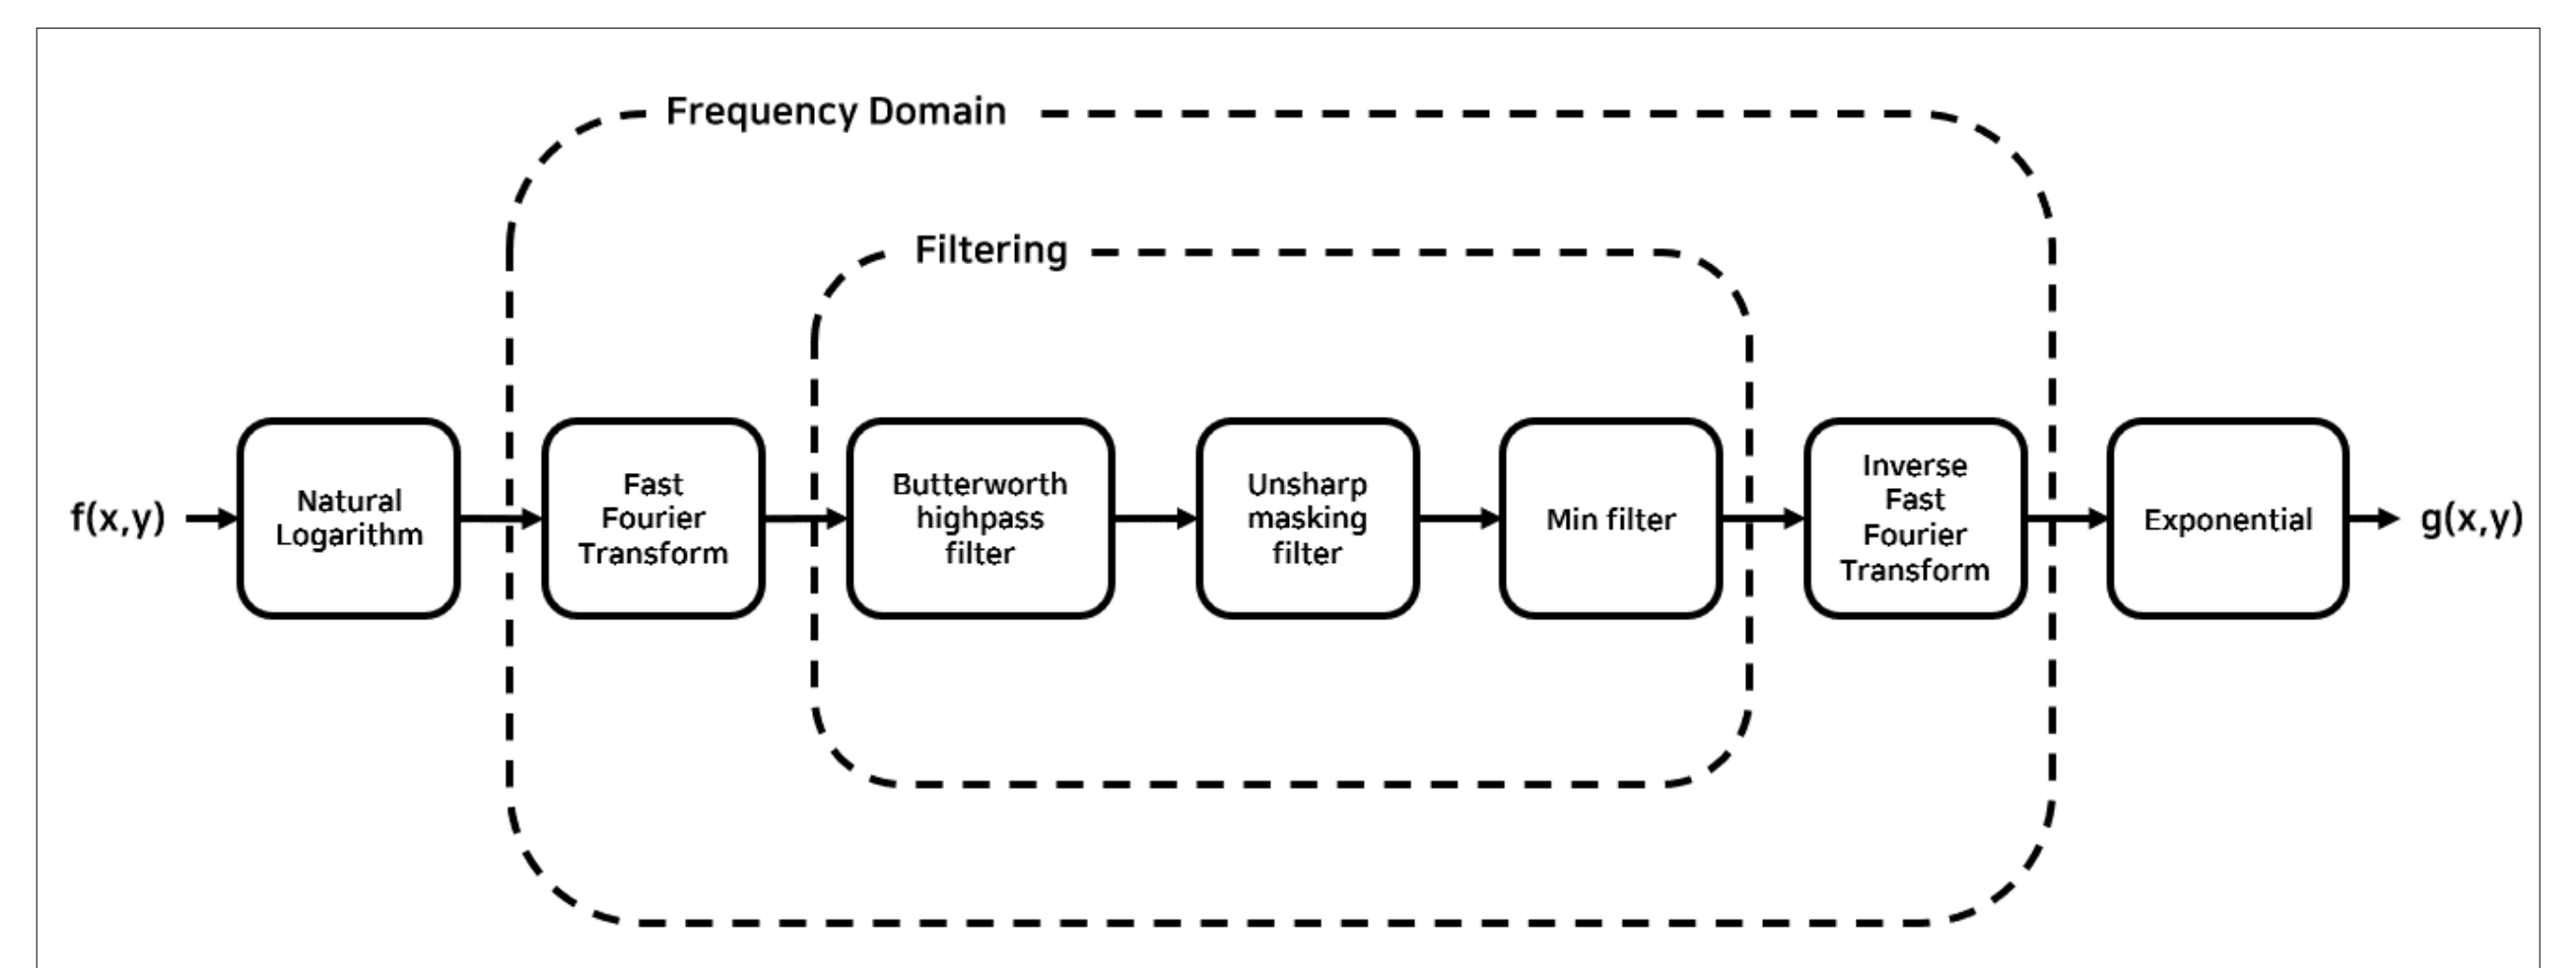 Frequency Domain
Filtering
f(x,y)
Natural
Logarithm
Fast
Fourier
Transform
Butterworth
highpass
filter
Unsharp
masking
filter
Min filter
Inverse
Fast
Fourier
Transform
Exponential
g(x,y)